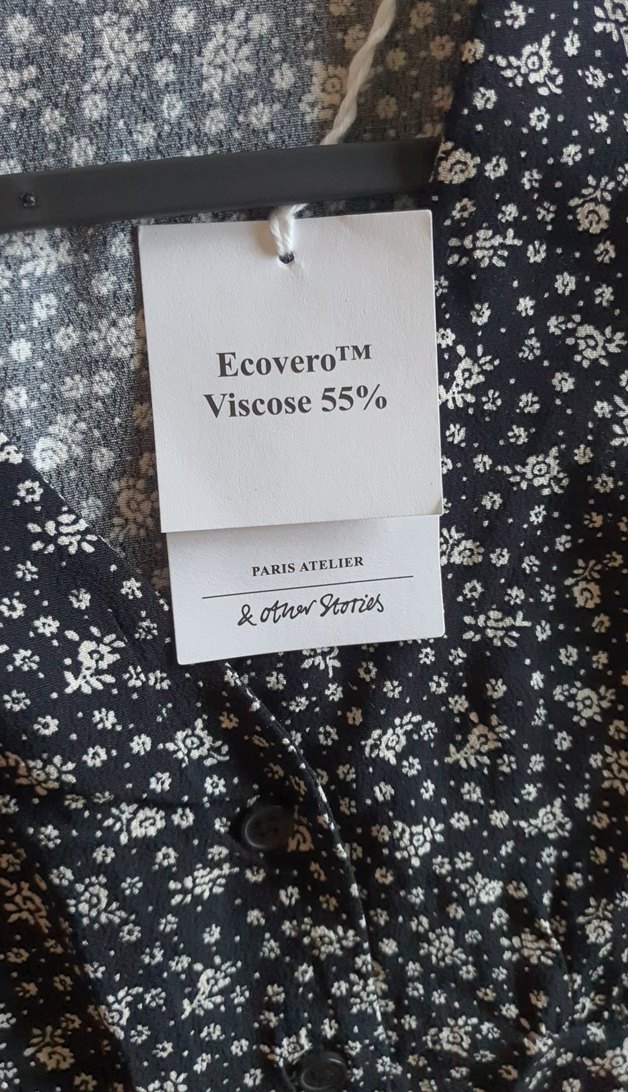 Ecovero™
Viscose 55%
PARIS ATELIER
& other Stories